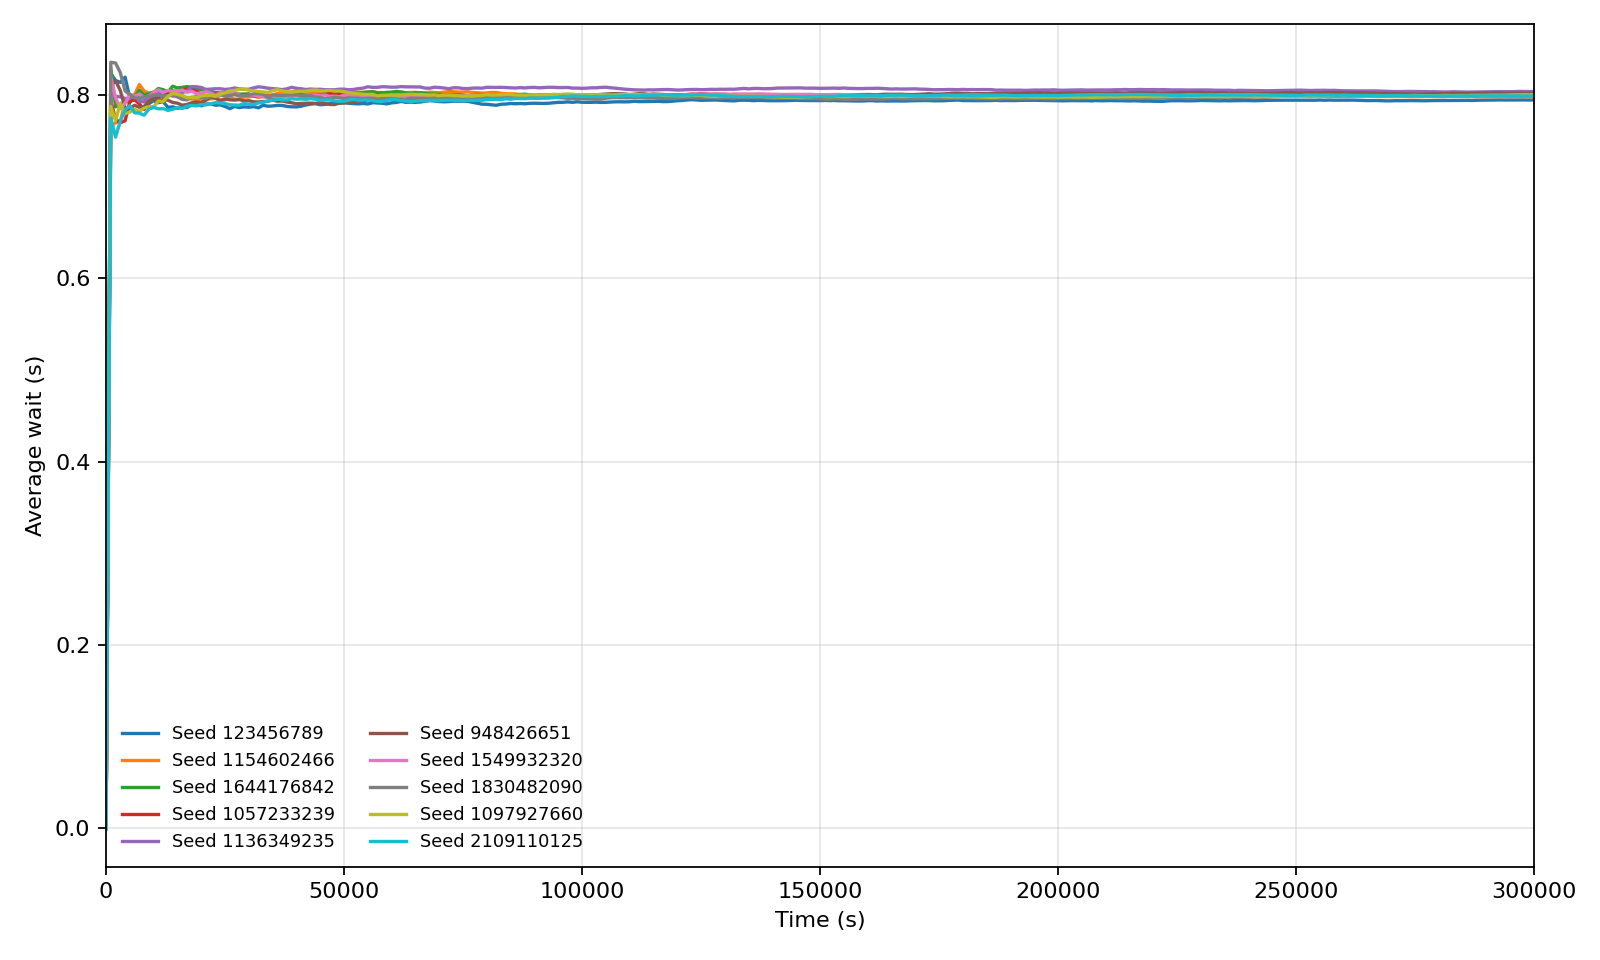 0.8
0.6
0.4
0.2
0.0
Average wait (s)
Seed 123456789
Seed 1154602466
Seed 1644176842
Seed 1057233239
Seed 1136349235
Seed 948426651
Seed 1549932320
Seed 1830482090
Seed 1097927660
Seed 2109110125
0 50000 100000 150000 200000 250000 300000
Time (s)